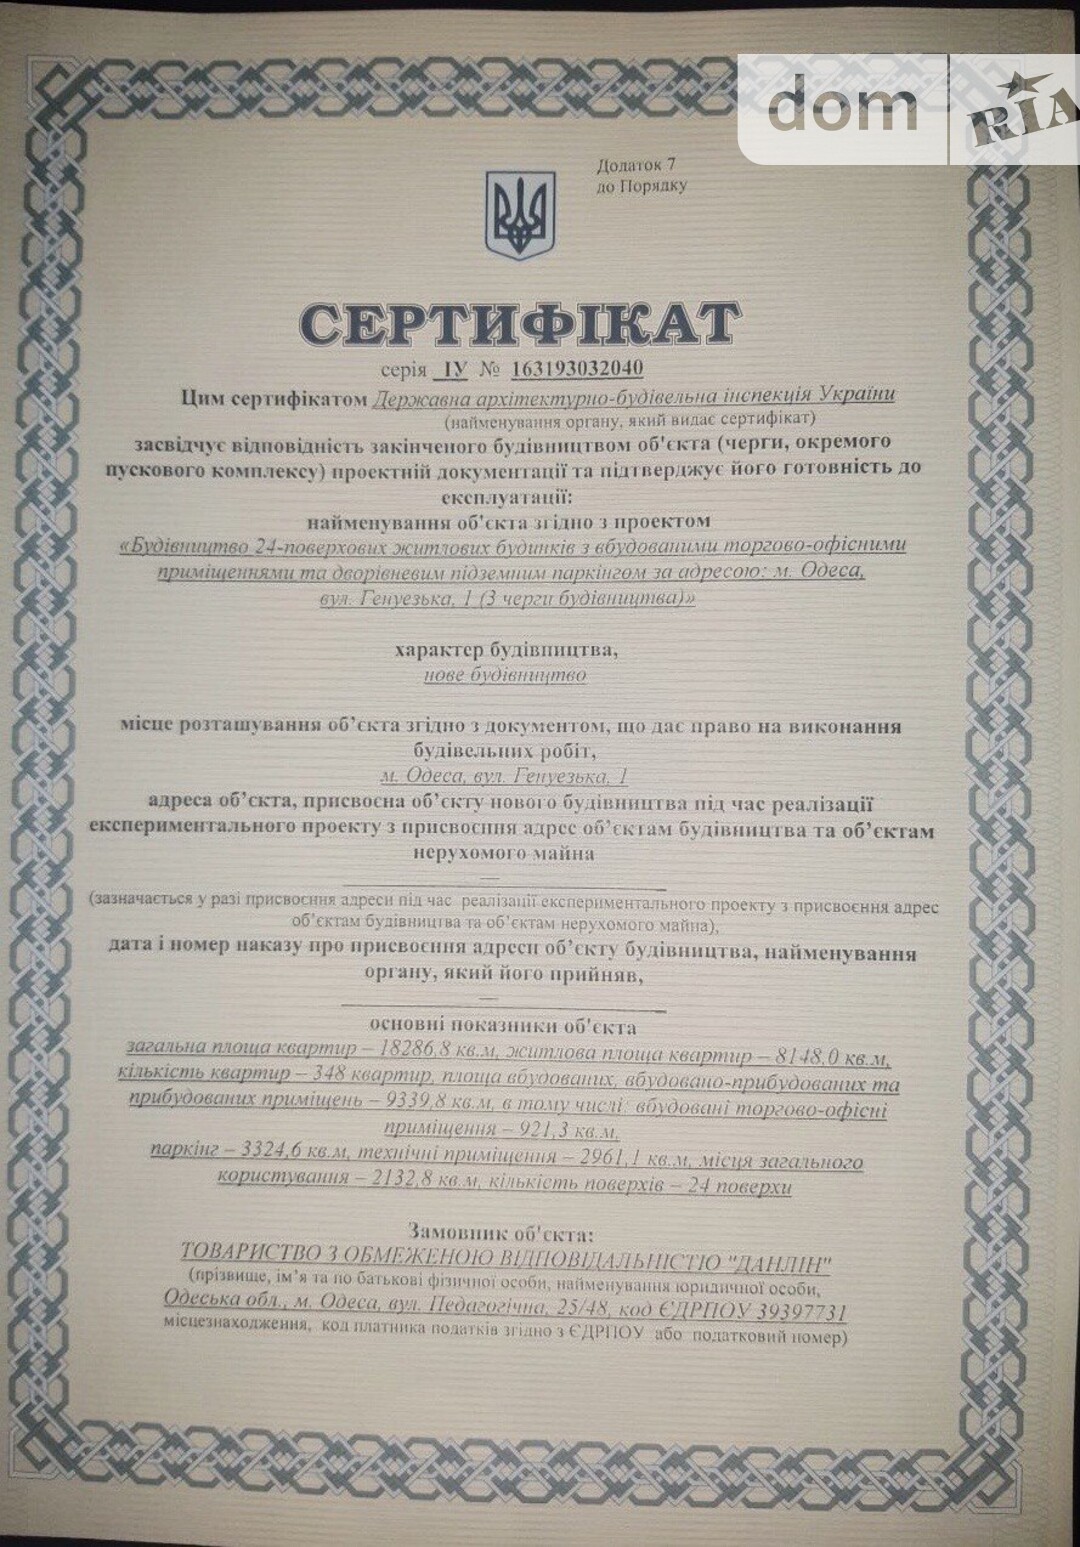 dom RIA
Додаток 7
до Порядку
СЕРТИФІКАТ
серія ІУ № 163193032040
Цим сертифікатом Державна архітектурно-будівельна інспекція України
(найменування органу, який видає сертифікат)
засвідчує відповідність закінченого будівництвом об'єкта (черги, окремого
пускового комплексу) проектній документації та підтверджує його готовність до
експлуатації:
найменування об'єкта згідно з проектом
«Будівництво 24-поверхових житлових будинків з вбудованими торгово-офісними
приміщеннями та дворівневим підземним паркінгом за адресою: м. Одеса,
вул. Генуезька, 1 (3 черги будівництва)»
характер будівництва,
нове будівництво
місце розташування об’єкта згідно з документом, що дає право на виконання
будівельних робіт,
м. Одеса, вул. Генуезька, 1
адреса об’єкта, присвоєна об’єкту нового будівництва під час реалізації
експериментального проекту з присвоєння адрес об’єктам будівництва та об’єктам
нерухомого майна
—
(зазначається у разі присвоєння адреси під час реалізації експериментального проекту з присвоєння адрес
об’єктам будівництва та об’єктам нерухомого майна),
дата і номер наказу про присвоєння адреси об’єкту будівництва, найменування
органу, який його прийняв,
—
основні показники об'єкта
загальна площа квартир – 18286,8 кв.м, житлова площа квартир – 8148,0 кв.м,
кількість квартир – 348 квартир, площа вбудованих, вбудовано-прибудованих та
прибудованих приміщень – 9339,8 кв.м, в тому числі: вбудовані торгово-офісні
приміщення – 921,3 кв.м,
паркінг – 3324,6 кв.м, технічні приміщення – 2961,1 кв.м, місця загального
користування – 2132,8 кв.м, кількість поверхів – 24 поверхи
Замовник об'єкта:
ТОВАРИСТВО З ОБМЕЖЕНОЮ ВІДПОВІДАЛЬНІСТЮ "ДАНЛІН"
(прізвище, ім’я та по батькові фізичної особи, найменування юридичної особи,
Одеська обл., м. Одеса, вул. Педагогічна, 25/48, код ЄДРПОУ 39397731
місцезнаходження, код платника податків згідно з ЄДРПОУ або податковий номер)